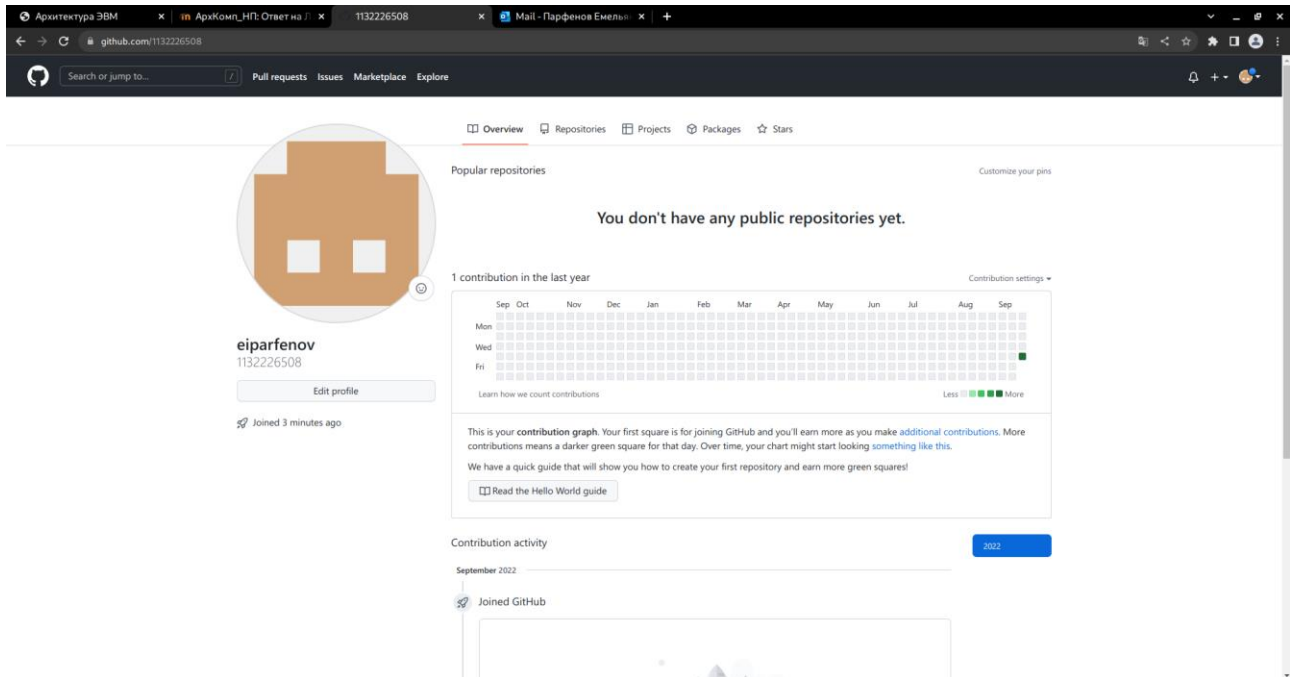 Архитектура ЭВМ
АрхКомп_НП: Ответ на Л
1132226508
Mail - Парфенов Емелья
github.com/1132226508
Search or jump to... / Pull requests Issues Marketplace Explore
Overview Repositories Projects Packages Stars
Popular repositories Customize your pins
You don't have any public repositories yet.
1 contribution in the last year Contribution settings
Sep Oct Nov Dec Jan Feb Mar Apr May Jun Jul Aug Sep
Mon
Wed
Fri
Learn how we count contributions Less More
eiparfenov
1132226508
Edit profile
Joined 3 minutes ago
This is your contribution graph. Your first square is for joining GitHub and you'll earn more as you make additional contributions. More
contributions means a darker green square for that day. Over time, your chart might start looking something like this.
We have a quick guide that will show you how to create your first repository and earn more green squares!
Read the Hello World guide
Contribution activity 2022
September 2022
Joined GitHub